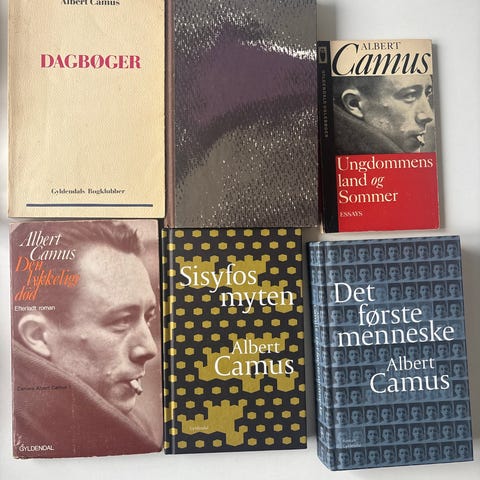 Albert Camus
DAGBØGER
Gyldendals Bogklubber
ALBERT
Camus
Ungdommens
land og
Sommer
ESSAYS
Albert
Camus
Den
lykkelige
død
Efterladt roman
GYLDENDAL
Sisyfos
myten
Albert
Camus
Gyldendal
Det
første
menneske
Albert
Camus